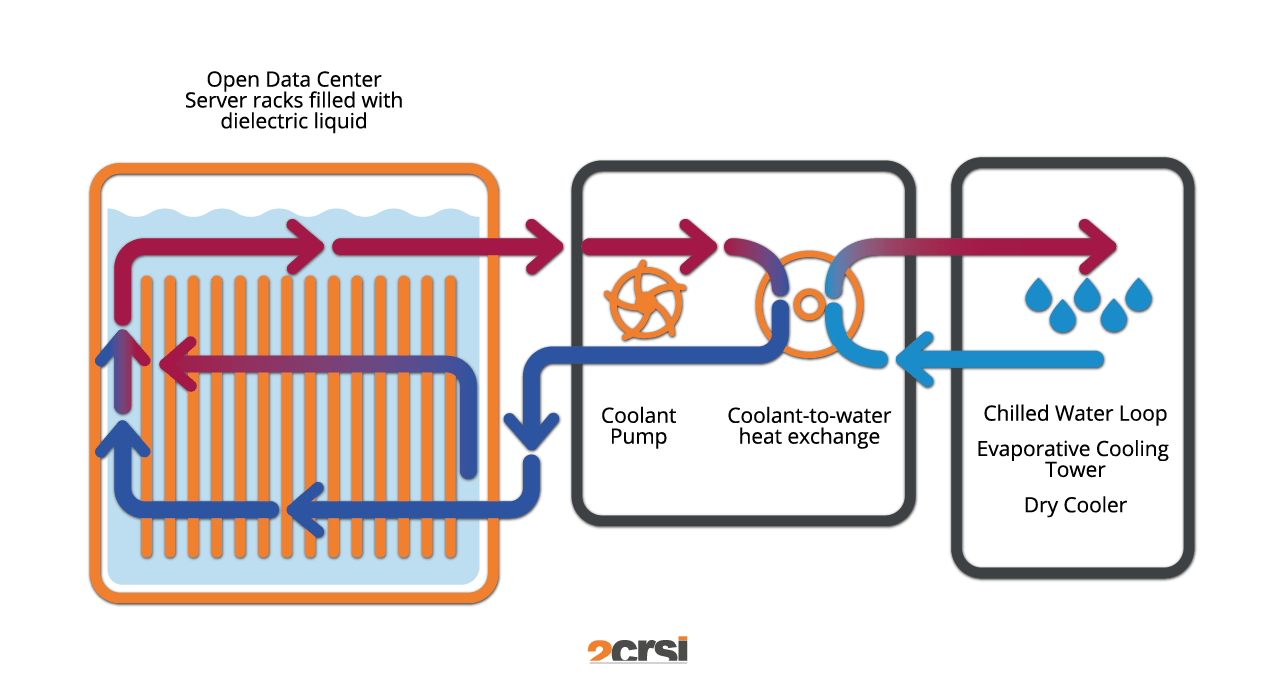 Open Data Center
Server racks filled with
dielectric liquid
Coolant
Pump
Coolant-to-water
heat exchange
Chilled Water Loop
Evaporative Cooling
Tower
Dry Cooler
2crsi